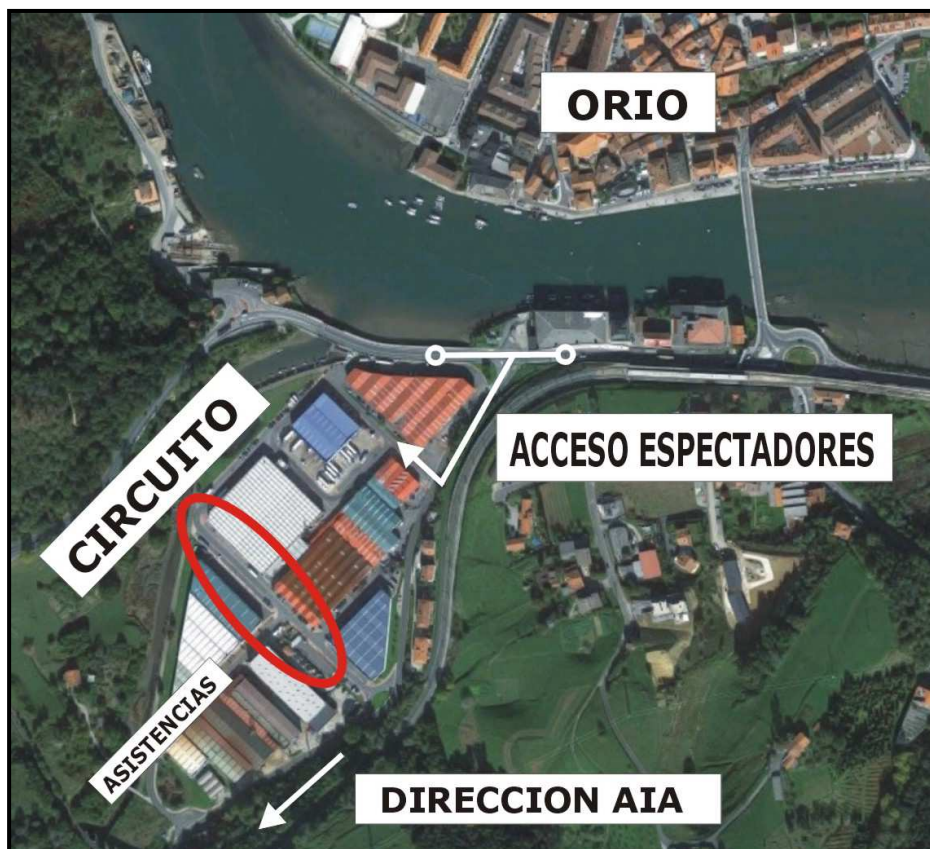 ORIO
ACCESO ESPECTADORES
CIRCUITO
ASISTENCIAS
DIRECCION AIA